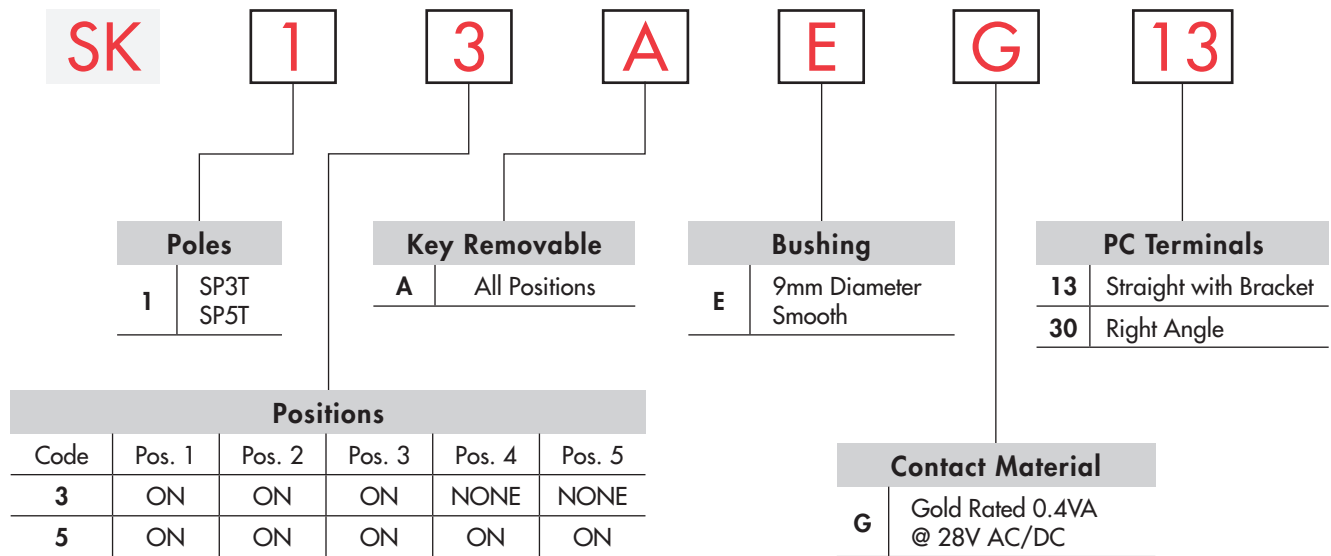 SK 1 3 A E G 13
Poles
1 SP3T
SP5T
Key Removable
A All Positions
Bushing
E 9mm Diameter
Smooth
PC Terminals
13 Straight with Bracket
30 Right Angle
Positions
Code Pos. 1 Pos. 2 Pos. 3 Pos. 4 Pos. 5
3 ON ON ON NONE NONE
5 ON ON ON ON ON
Contact Material
G Gold Rated 0.4VA
@ 28V AC/DC